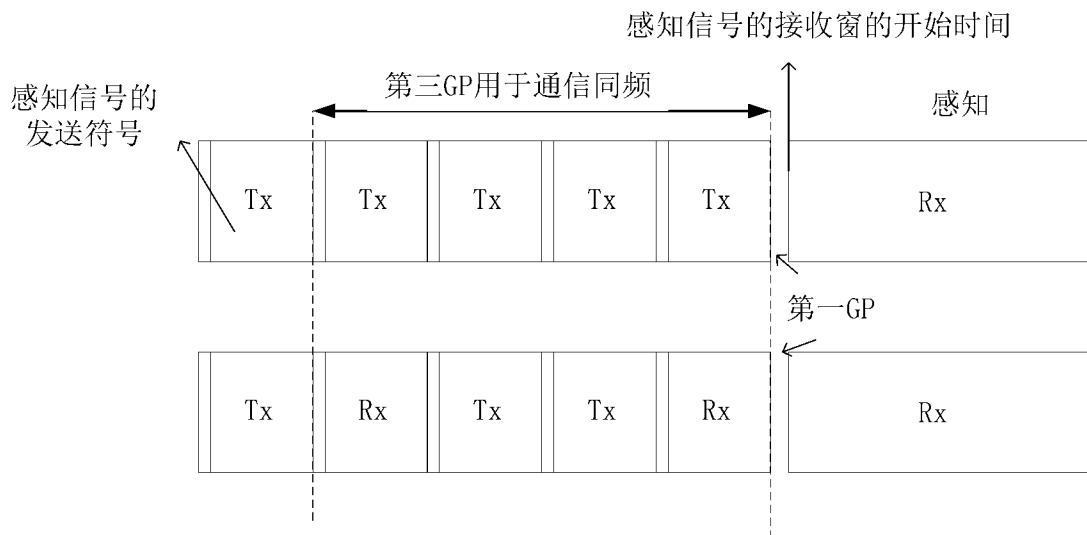 感知信号的接收窗的开始时间
感知信号的
发送符号
第三GP用于通信同频
感知
Tx Tx Tx Tx Tx Rx
第一GP
Tx Rx Tx Tx Rx Rx